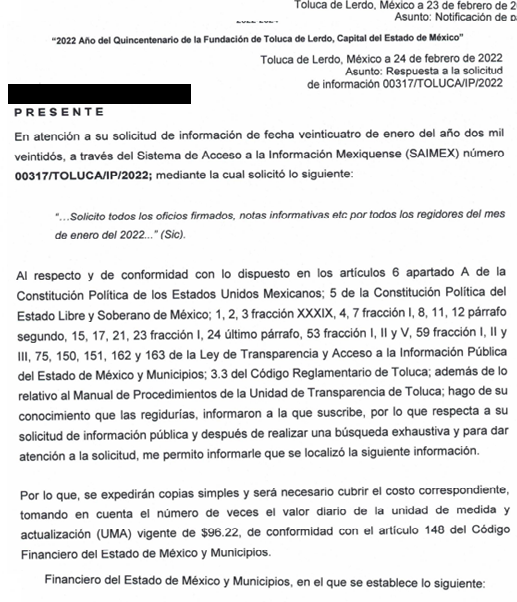 Toluca de Lerdo, México a 23 de febrero de
Asunto: Notificación de
"2022 Año del Quincentenario de la Fundación de Toluca de Lerdo, Capital del Estado de México"
Toluca de Lerdo, México a 24 de febrero de 2022
Asunto: Respuesta a la solicitud
de información 00317/TOLUCA/IP/2022
PRESENTE
En atención a su solicitud de información de fecha veinticuatro de enero del año dos mil
veintidós, a través del Sistema de Acceso a la Información Mexiquense (SAIMEX) número
00317/TOLUCA/IP/2022; mediante la cual solicitó lo siguiente:
"...Solicito todos los oficios firmados, notas informativas etc por todos los regidores del mes
de enero del 2022..." (Sic).
Al respecto y de conformidad con lo dispuesto en los artículos 6 apartado A de la
Constitución Política de los Estados Unidos Mexicanos; 5 de la Constitución Política del
Estado Libre y Soberano de México; 1, 2, 3 fracción XXXIX, 4, 7 fracción I, 8, 11, 12 párrafo
segundo, 15, 17, 21, 23 fracción I, 24 último párrafo, 53 fracción I, II y V, 59 fracción I, II y
III, 75, 150, 151, 162 y 163 de la Ley de Transparencia y Acceso a la Información Pública
del Estado de México y Municipios; 3.3 del Código Reglamentario de Toluca; además de lo
relativo al Manual de Procedimientos de la Unidad de Transparencia de Toluca; hago de su
conocimiento que las regidurías, informaron a la que suscribe, por lo que respecta a su
solicitud de información pública y después de realizar una búsqueda exhaustiva y para dar
atención a la solicitud, me permito informarle que se localizó la siguiente información.
Por lo que, se expedirán copias simples y será necesario cubrir el costo correspondiente,
tomando en cuenta el número de veces el valor diario de la unidad de medida y
actualización (UMA) vigente de $96.22, de conformidad con el artículo 148 del Código
Financiero del Estado de México y Municipios.
Financiero del Estado de México y Municipios, en el que se establece lo siguiente: